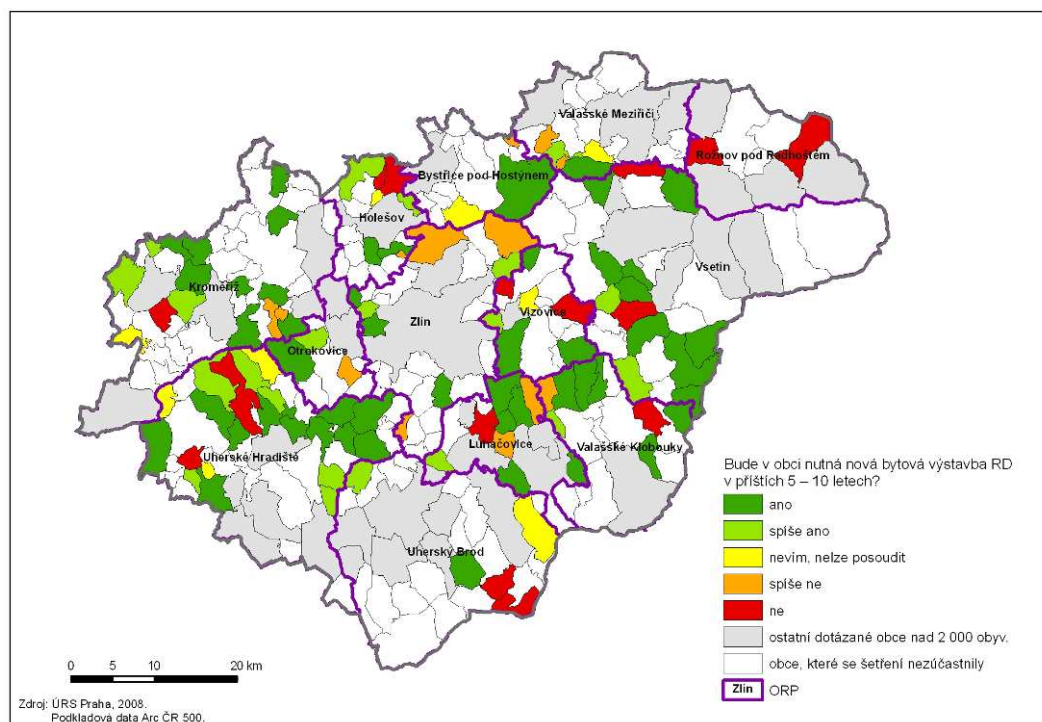 Valašské Meziříčí
Rožnov pod Radhoštěm
Bystřice pod Hostýnem
Holešov
Vsetín
Kroměříž
Zlín
Vizovice
Otrokovice
Luhačovice
Valašské Klobouky
Uherské Hradiště
Uherský Brod
Bude v obci nutná nová bytová výstavba RD
v příštích 5 – 10 letech?
ano
spíše ano
nevím, nelze posoudit
spíše ne
ne
ostatní dotázané obce nad 2 000 obyv.
obce, které se šetření nezúčastnily
Zlín ORP
0 5 10 20 km
Zdroj: ÚRS Praha, 2008.
Podkladová data Arc ČR 500.